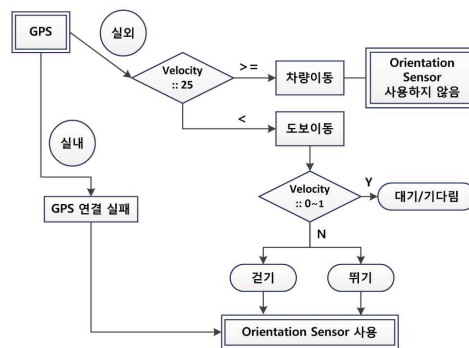 GPS
실외
Velocity
:: 25
>=
차량이동
Orientation
Sensor
사용하지 않음
<
도보이동
실내
Velocity
:: 0~1
Y
대기/기다림
GPS 연결 실패
N
걷기
뛰기
Orientation Sensor 사용